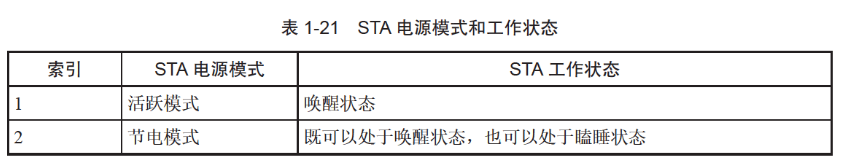 表 1-21 STA 电源模式和工作状态
索引 STA 电源模式 STA 工作状态
1 活跃模式 唤醒状态
2 节电模式 既可以处于唤醒状态，也可以处于瞌睡状态